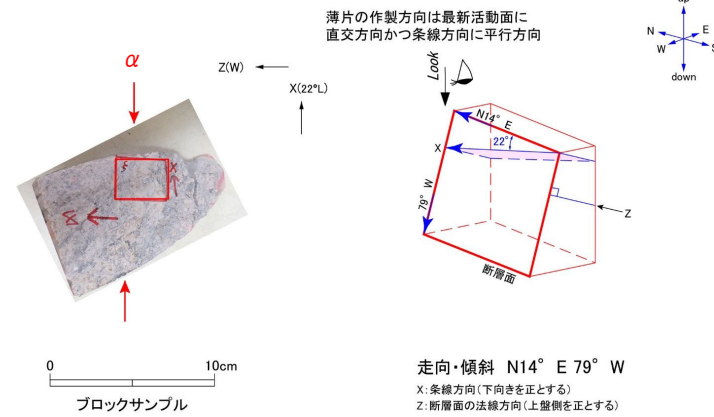 薄片の作製方向は最新活動面に
直交方向かつ条線方向に平行方向
up
N
E
W
S
down
α
Z(W)
X(22°L)
X
W
0
10cm
ブロックサンプル
Look
N14° E
22°
X
79° W
Z
断層面
走向・傾斜 N14° E 79° W
X:条線方向(下向きを正とする)
Z:断層面の法線方向(上盤側を正とする)